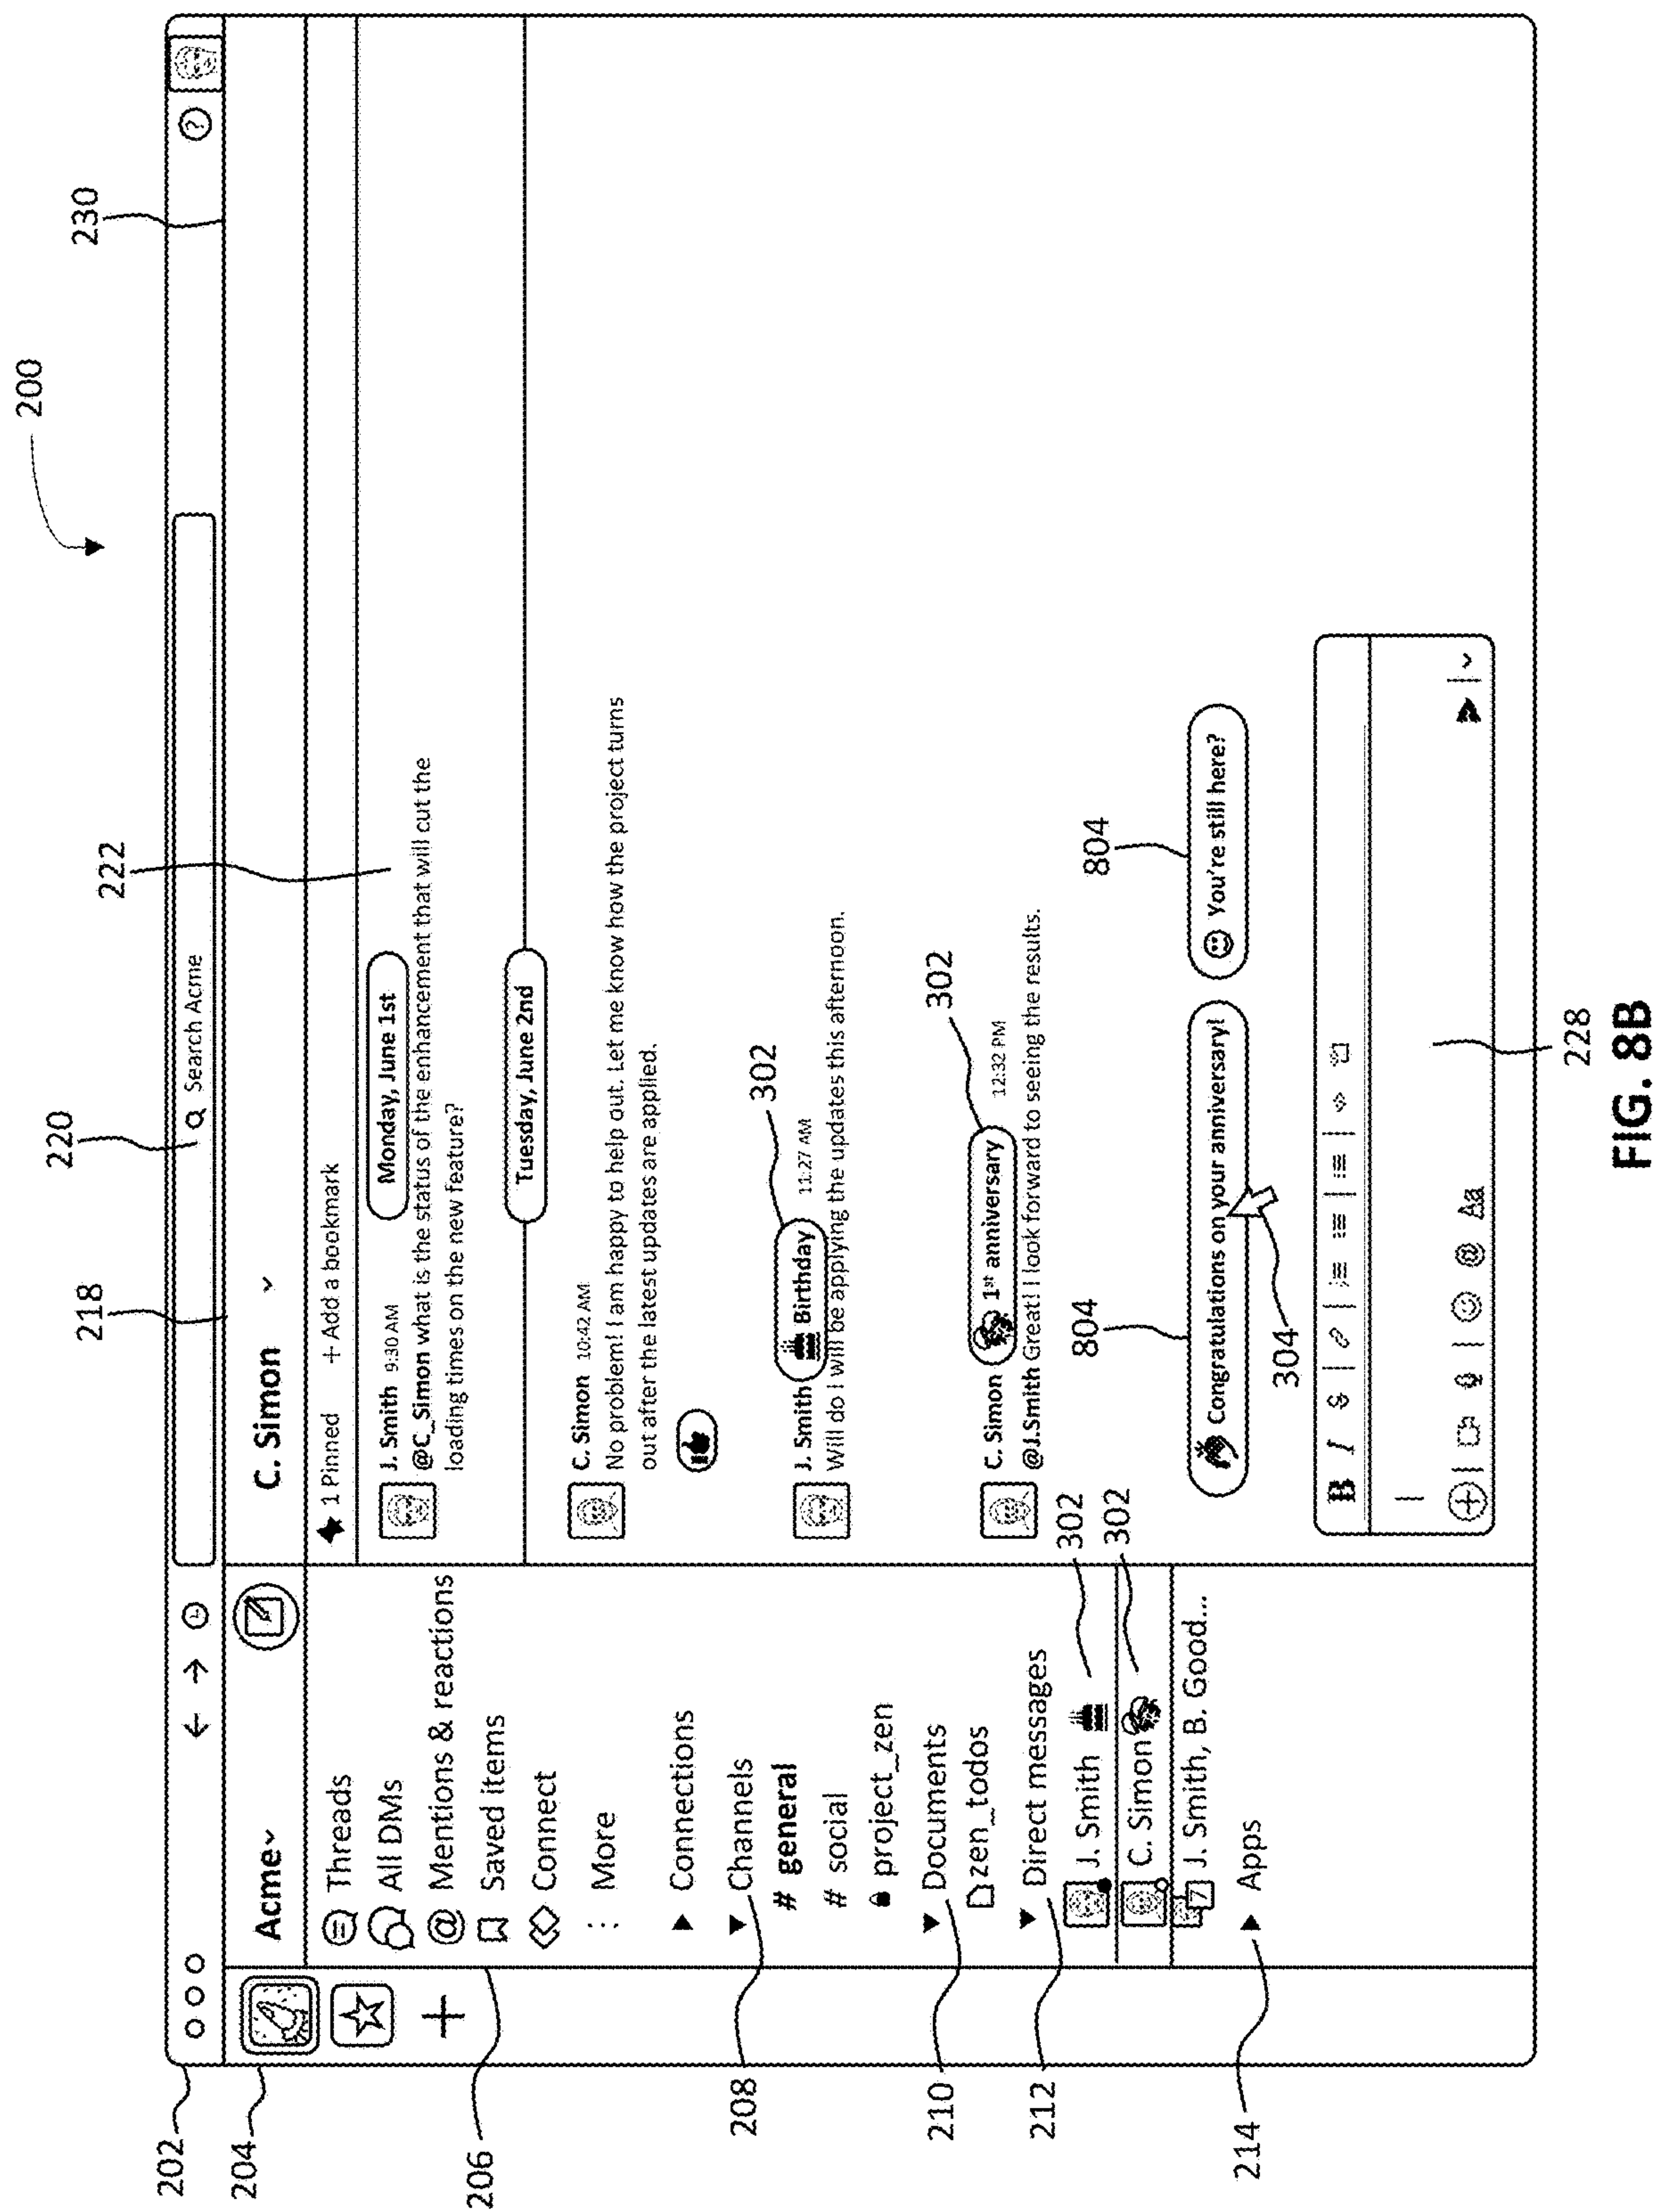 200
202
204
206
208
210
212
214
218
220
222
230
Search Acme
?
Acme
Threads
All DMs
@ Mentions & reactions
Saved items
Connect
More
Connections
Channels
# general
# social
project_zen
Documents
zen_todos
Direct messages
J. Smith
302
C. Simon
302
7 J. Smith, B. Good...
Apps
C. Simon
1 Pinned + Add a bookmark
Monday, June 1st
J. Smith 9:30 AM
@C_Simon what is the status of the enhancement that will cut the
loading times on the new feature?
Tuesday, June 2nd
C. Simon 10:42 AM
No problem! I am happy to help out. Let me know how the project turns
out after the latest updates are applied.
302
J. Smith Birthday 11:27 AM
Will do I will be applying the updates this afternoon.
302
C. Simon 1st anniversary 12:32 PM
@J.Smith Great! I look forward to seeing the results.
804
804
Congratulations on your anniversary!
You're still here?
304
B I S
@ Aa
228
FIG. 8B